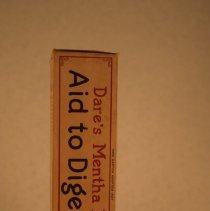 Dare's Mentha
Aid to Dige